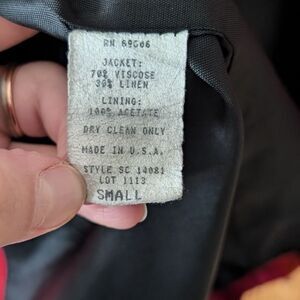 RN 69606
JACKET:
70% VISCOSE
30% LINEN
LINING:
100% ACETATE
DRY CLEAN ONLY
MADE IN U.S.A.
STYLE SC 14081
LOT 1113
SMALL